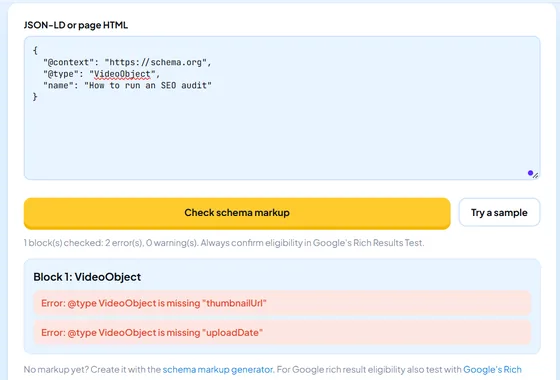 JSON-LD or page HTML
{
"@context": "https://schema.org",
"@type": "VideoObject",
"name": "How to run an SEO audit"
}
Check schema markup
Try a sample
1 block(s) checked: 2 error(s), 0 warning(s). Always confirm eligibility in Google's Rich Results Test.
Block 1: VideoObject
Error: @type VideoObject is missing "thumbnailUrl"
Error: @type VideoObject is missing "uploadDate"
No markup yet? Create it with the schema markup generator. For Google rich result eligibility also test with Google's Rich